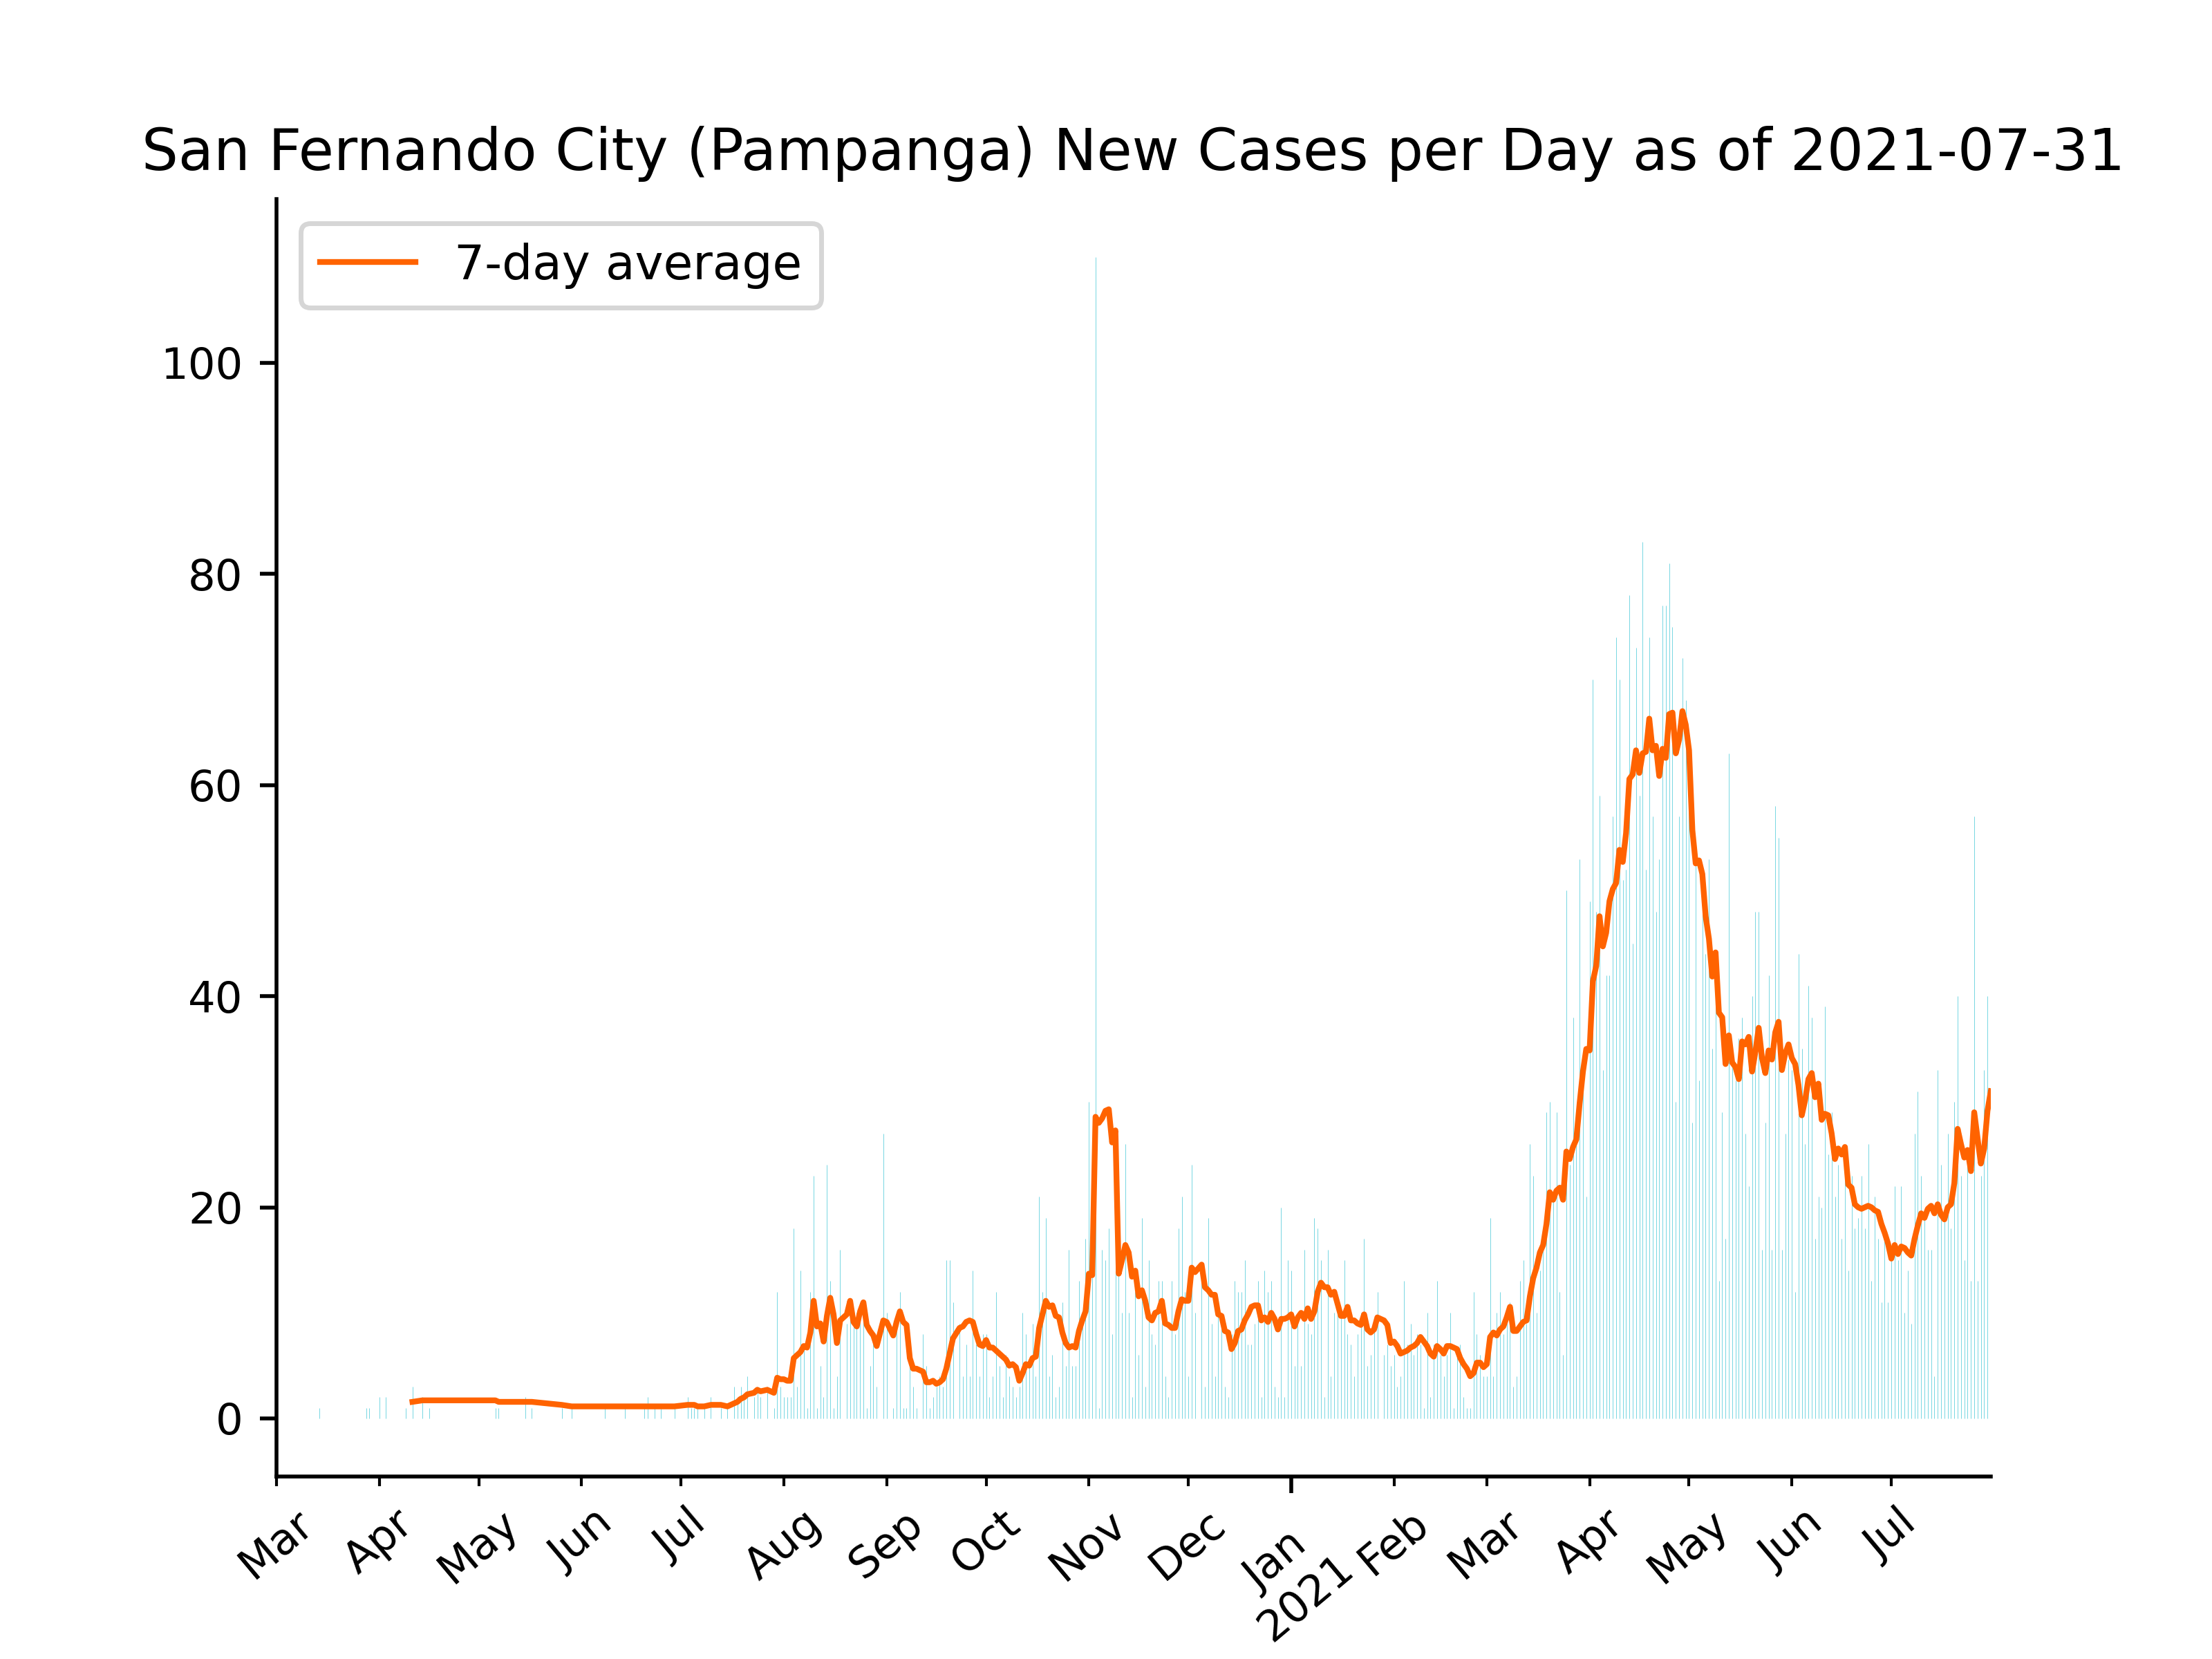 San Fernando City (Pampanga) New Cases per Day as of 2021-07-31
7-day average
100
80
60
40
20
0
Mar
Apr
May
Jun
Jul
Aug
Sep
Oct
Nov
Dec
Jan
2021
Feb
Mar
Apr
May
Jun
Jul